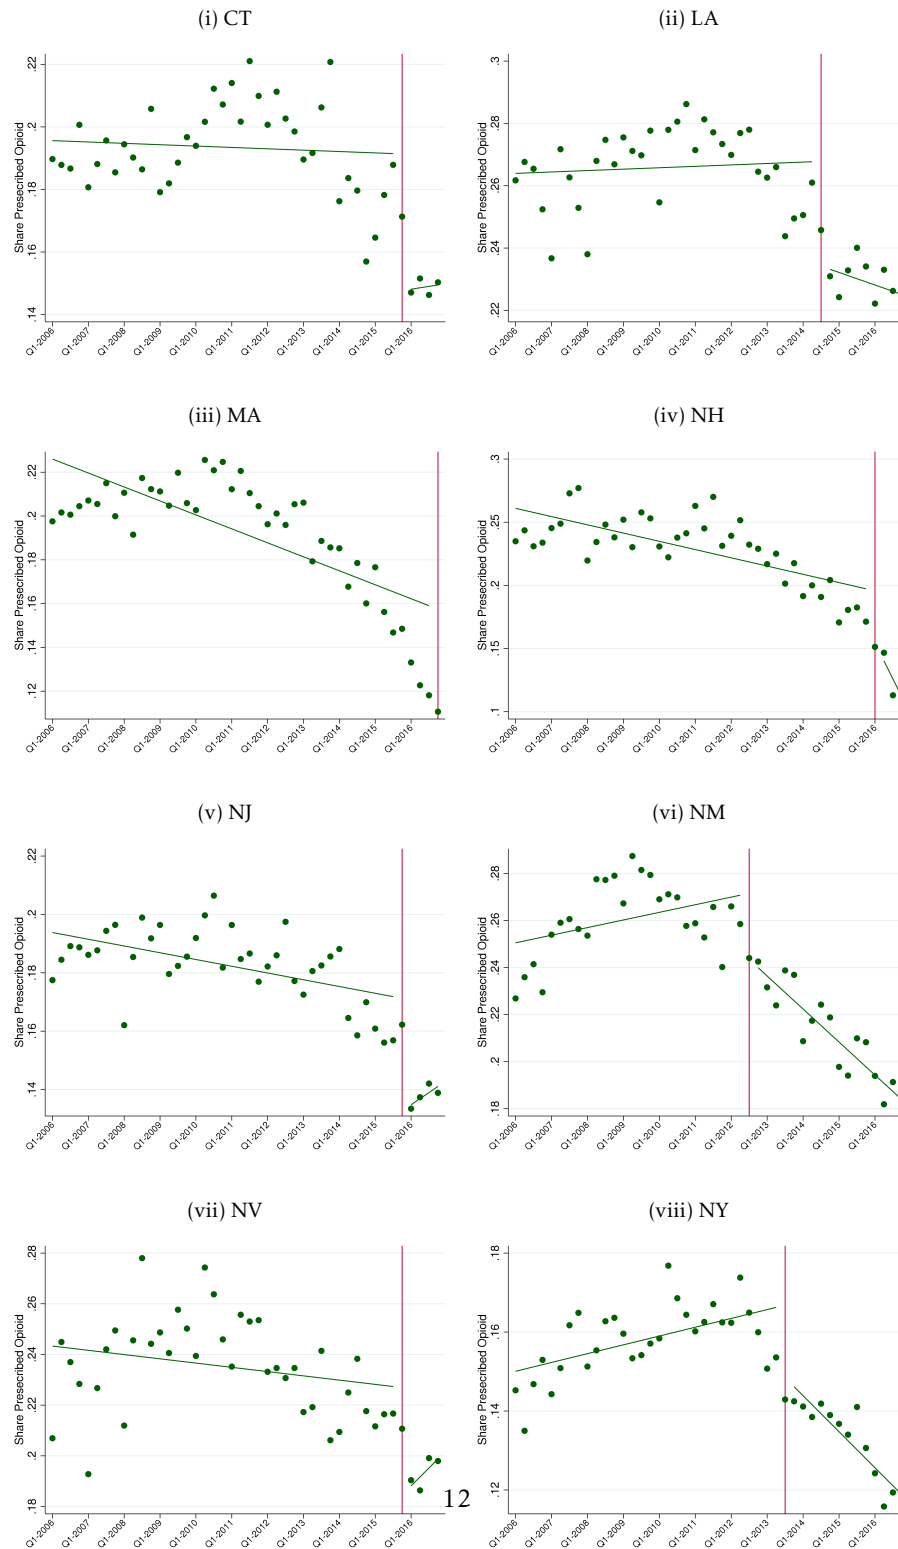 (i) CT
Share Presecribed Opioid
.22
.2
.18
.16
.14
Q1-2006 Q1-2007 Q1-2008 Q1-2009 Q1-2010 Q1-2011 Q1-2012 Q1-2013 Q1-2014 Q1-2015 Q1-2016
(ii) LA
Share Presecribed Opioid
.3
.28
.26
.24
.22
Q1-2006 Q1-2007 Q1-2008 Q1-2009 Q1-2010 Q1-2011 Q1-2012 Q1-2013 Q1-2014 Q1-2015 Q1-2016
(iii) MA
Share Presecribed Opioid
.22
.2
.18
.16
.14
.12
Q1-2006 Q1-2007 Q1-2008 Q1-2009 Q1-2010 Q1-2011 Q1-2012 Q1-2013 Q1-2014 Q1-2015 Q1-2016
(iv) NH
Share Presecribed Opioid
.3
.25
.2
.15
.1
Q1-2006 Q1-2007 Q1-2008 Q1-2009 Q1-2010 Q1-2011 Q1-2012 Q1-2013 Q1-2014 Q1-2015 Q1-2016
(v) NJ
Share Presecribed Opioid
.22
.2
.18
.16
.14
Q1-2006 Q1-2007 Q1-2008 Q1-2009 Q1-2010 Q1-2011 Q1-2012 Q1-2013 Q1-2014 Q1-2015 Q1-2016
(vi) NM
Share Presecribed Opioid
.28
.26
.24
.22
.2
.18
Q1-2006 Q1-2007 Q1-2008 Q1-2009 Q1-2010 Q1-2011 Q1-2012 Q1-2013 Q1-2014 Q1-2015 Q1-2016
(vii) NV
Share Presecribed Opioid
.28
.26
.24
.22
.2
.18
Q1-2006 Q1-2007 Q1-2008 Q1-2009 Q1-2010 Q1-2011 Q1-2012 Q1-2013 Q1-2014 Q1-2015 Q1-2016
(viii) NY
Share Presecribed Opioid
.18
.16
.14
.12
Q1-2006 Q1-2007 Q1-2008 Q1-2009 Q1-2010 Q1-2011 Q1-2012 Q1-2013 Q1-2014 Q1-2015 Q1-2016
12